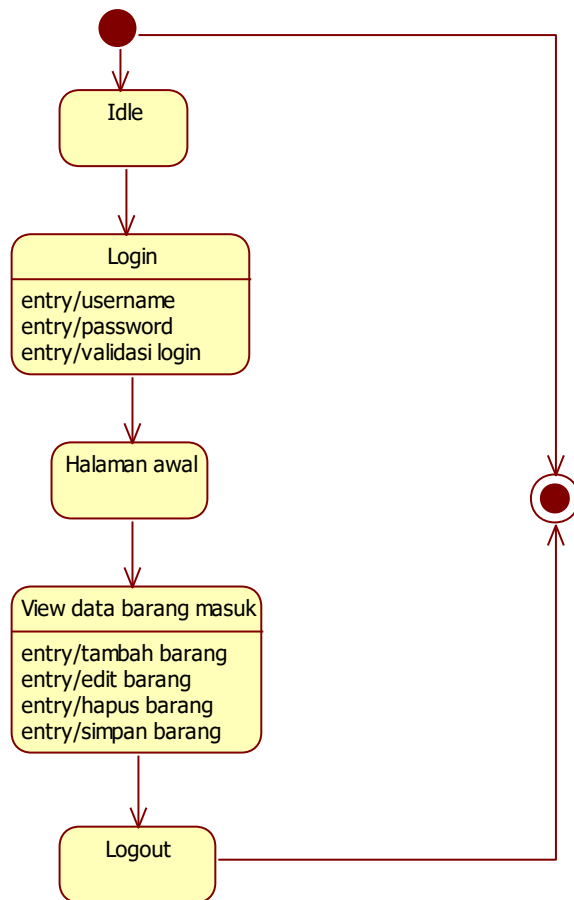 Idle
Login
entry/username
entry/password
entry/validasi login
Halaman awal
View data barang masuk
entry/tambah barang
entry/edit barang
entry/hapus barang
entry/simpan barang
Logout